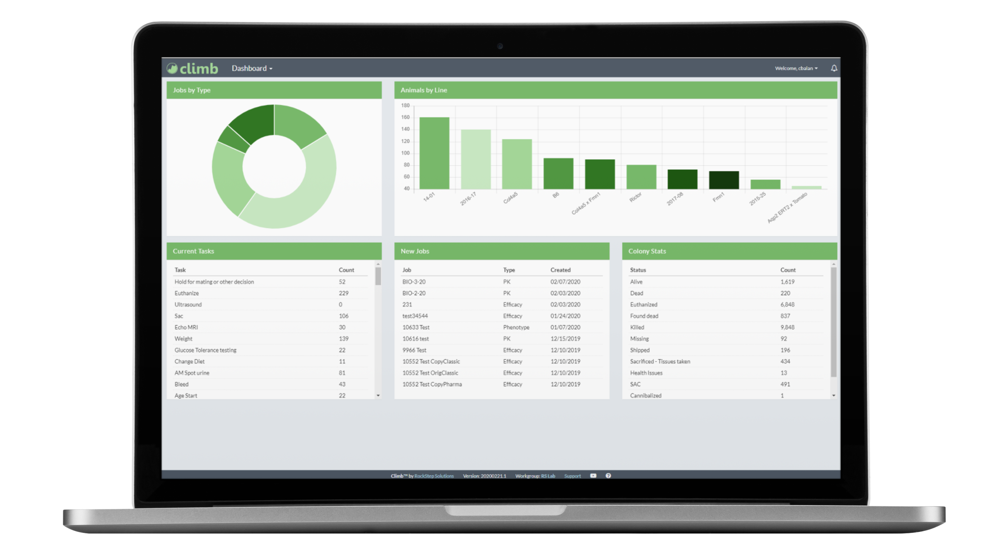 climb Dashboard Welcome, cbalan
Jobs by Type
Animals by Line
180
160
140
120
100
80
60
40
14-01
2016-17
Col4a5
B6
Col4a5 x Fmn1
Rictor
2017-08
Fmn1
2015-25
Aqp2 ERT2 x Tomato
Current Tasks
Task Count
Hold for mating or other decision 52
Euthanize 229
Ultrasound 0
Sac 106
Echo MRI 30
Weight 139
Glucose Tolerance testing 22
Change Diet 11
AM Spot urine 81
Bleed 43
Age Start 22
New Jobs
Job Type Created
BIO-3-20 PK 02/07/2020
BIO-2-20 PK 02/03/2020
231 Efficacy 02/03/2020
test34544 Efficacy 01/24/2020
10633 Test Phenotype 01/07/2020
10616 test PK 12/15/2019
9966 Test Efficacy 12/10/2019
10552 Test CopyClassic Efficacy 12/10/2019
10552 Test OrigClassic Efficacy 12/10/2019
10552 Test CopyPharma Efficacy 12/10/2019
Colony Stats
Status Count
Alive 1,619
Dead 220
Euthanized 6,848
Found dead 837
Killed 9,848
Missing 92
Shipped 196
Sacrificed - Tissues taken 434
Health Issues 13
SAC 491
Cannibalized 1
Climb™ by RockStep Solutions Version: 20200221.1 Workgroup: RS Lab Support